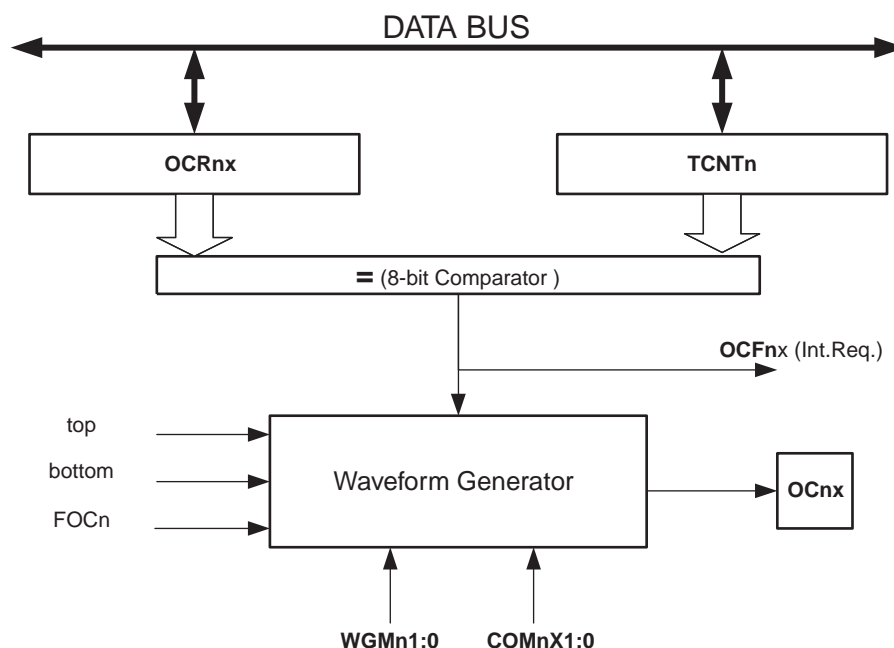 DATA BUS
OCRnx
TCNTn
= (8-bit Comparator )
OCFnx (Int.Req.)
top
bottom
FOCn
Waveform Generator
OCnx
WGMn1:0
COMnX1:0